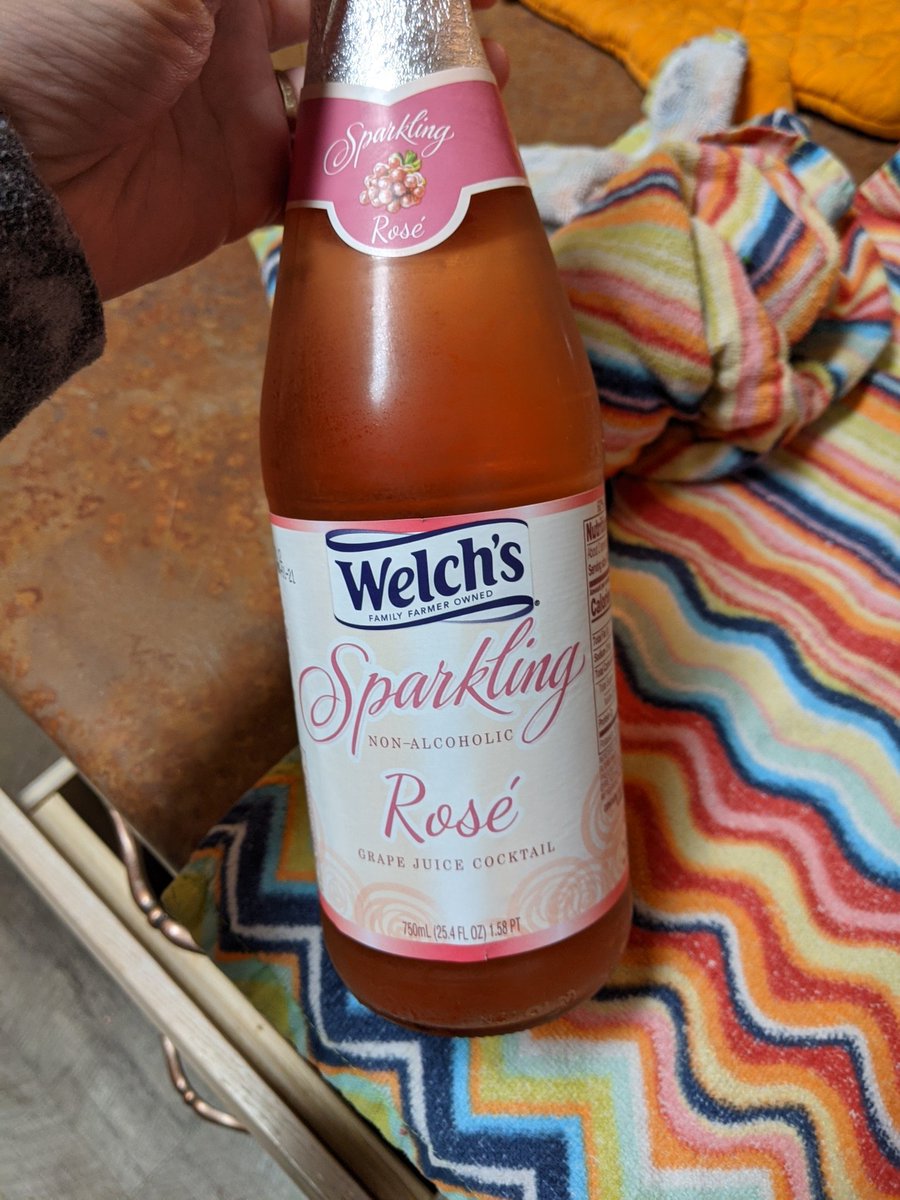 Sparkling
Rosé
Welch's
FAMILY FARMER OWNED
Sparkling
NON-ALCOHOLIC
Rosé
GRAPE JUICE COCKTAIL
750mL (25.4 FL OZ) 1.58 PT